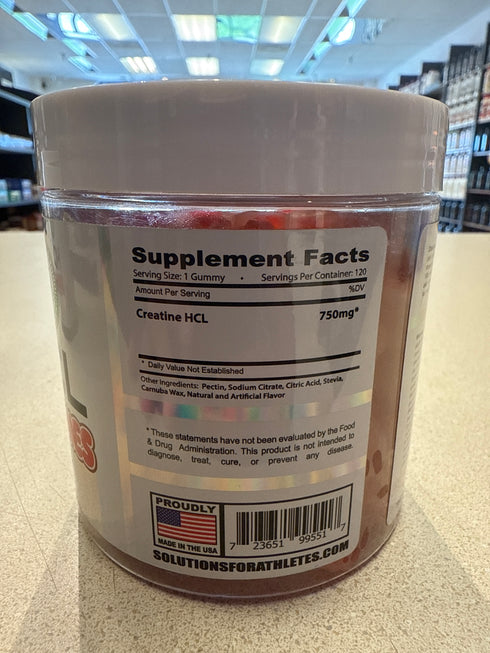 Supplement Facts
Serving Size: 1 Gummy • Servings Per Container: 120
Amount Per Serving %DV
Creatine HCL 750mg*
* Daily Value Not Established
Other Ingredients: Pectin, Sodium Citrate, Citric Acid, Stevia,
Carnuba Wax, Natural and Artificial Flavor
*These statements have not been evaluated by the Food
& Drug Administration. This product is not intended to
diagnose, treat, cure, or prevent any disease.
PROUDLY
MADE IN THE USA
7 23651 99551 7
SOLUTIONSFORATHLETES.COM